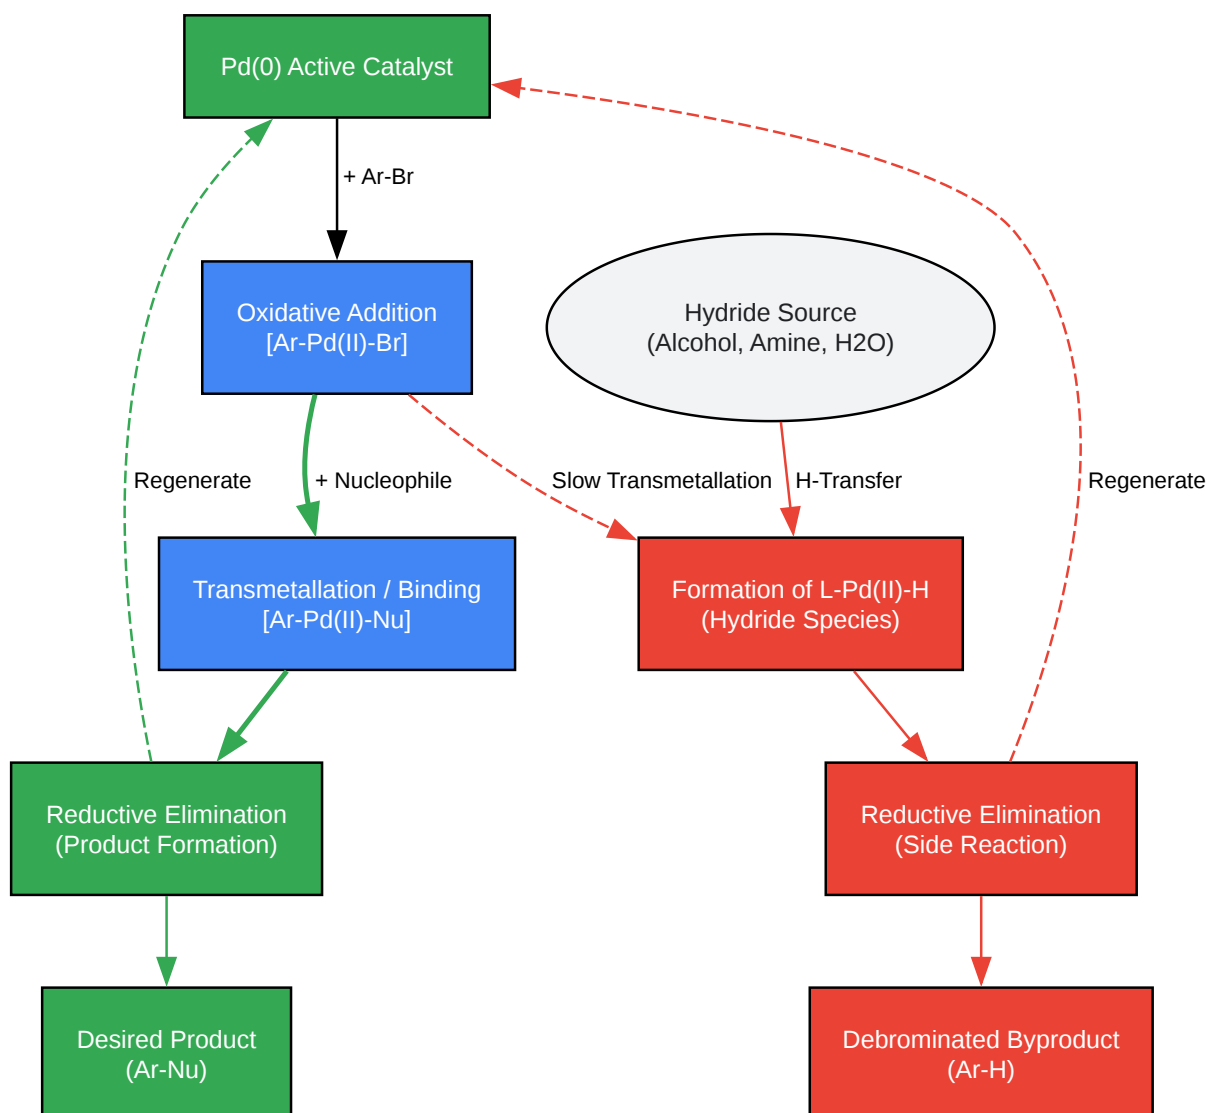 Pd(0) Active Catalyst
+ Ar-Br
Oxidative Addition
[Ar-Pd(II)-Br]
Hydride Source
(Alcohol, Amine, H2O)
Regenerate
+ Nucleophile
Slow Transmetallation
H-Transfer
Regenerate
Transmetallation / Binding
[Ar-Pd(II)-Nu]
Formation of L-Pd(II)-H
(Hydride Species)
Reductive Elimination
(Product Formation)
Reductive Elimination
(Side Reaction)
Desired Product
(Ar-Nu)
Debrominated Byproduct
(Ar-H)